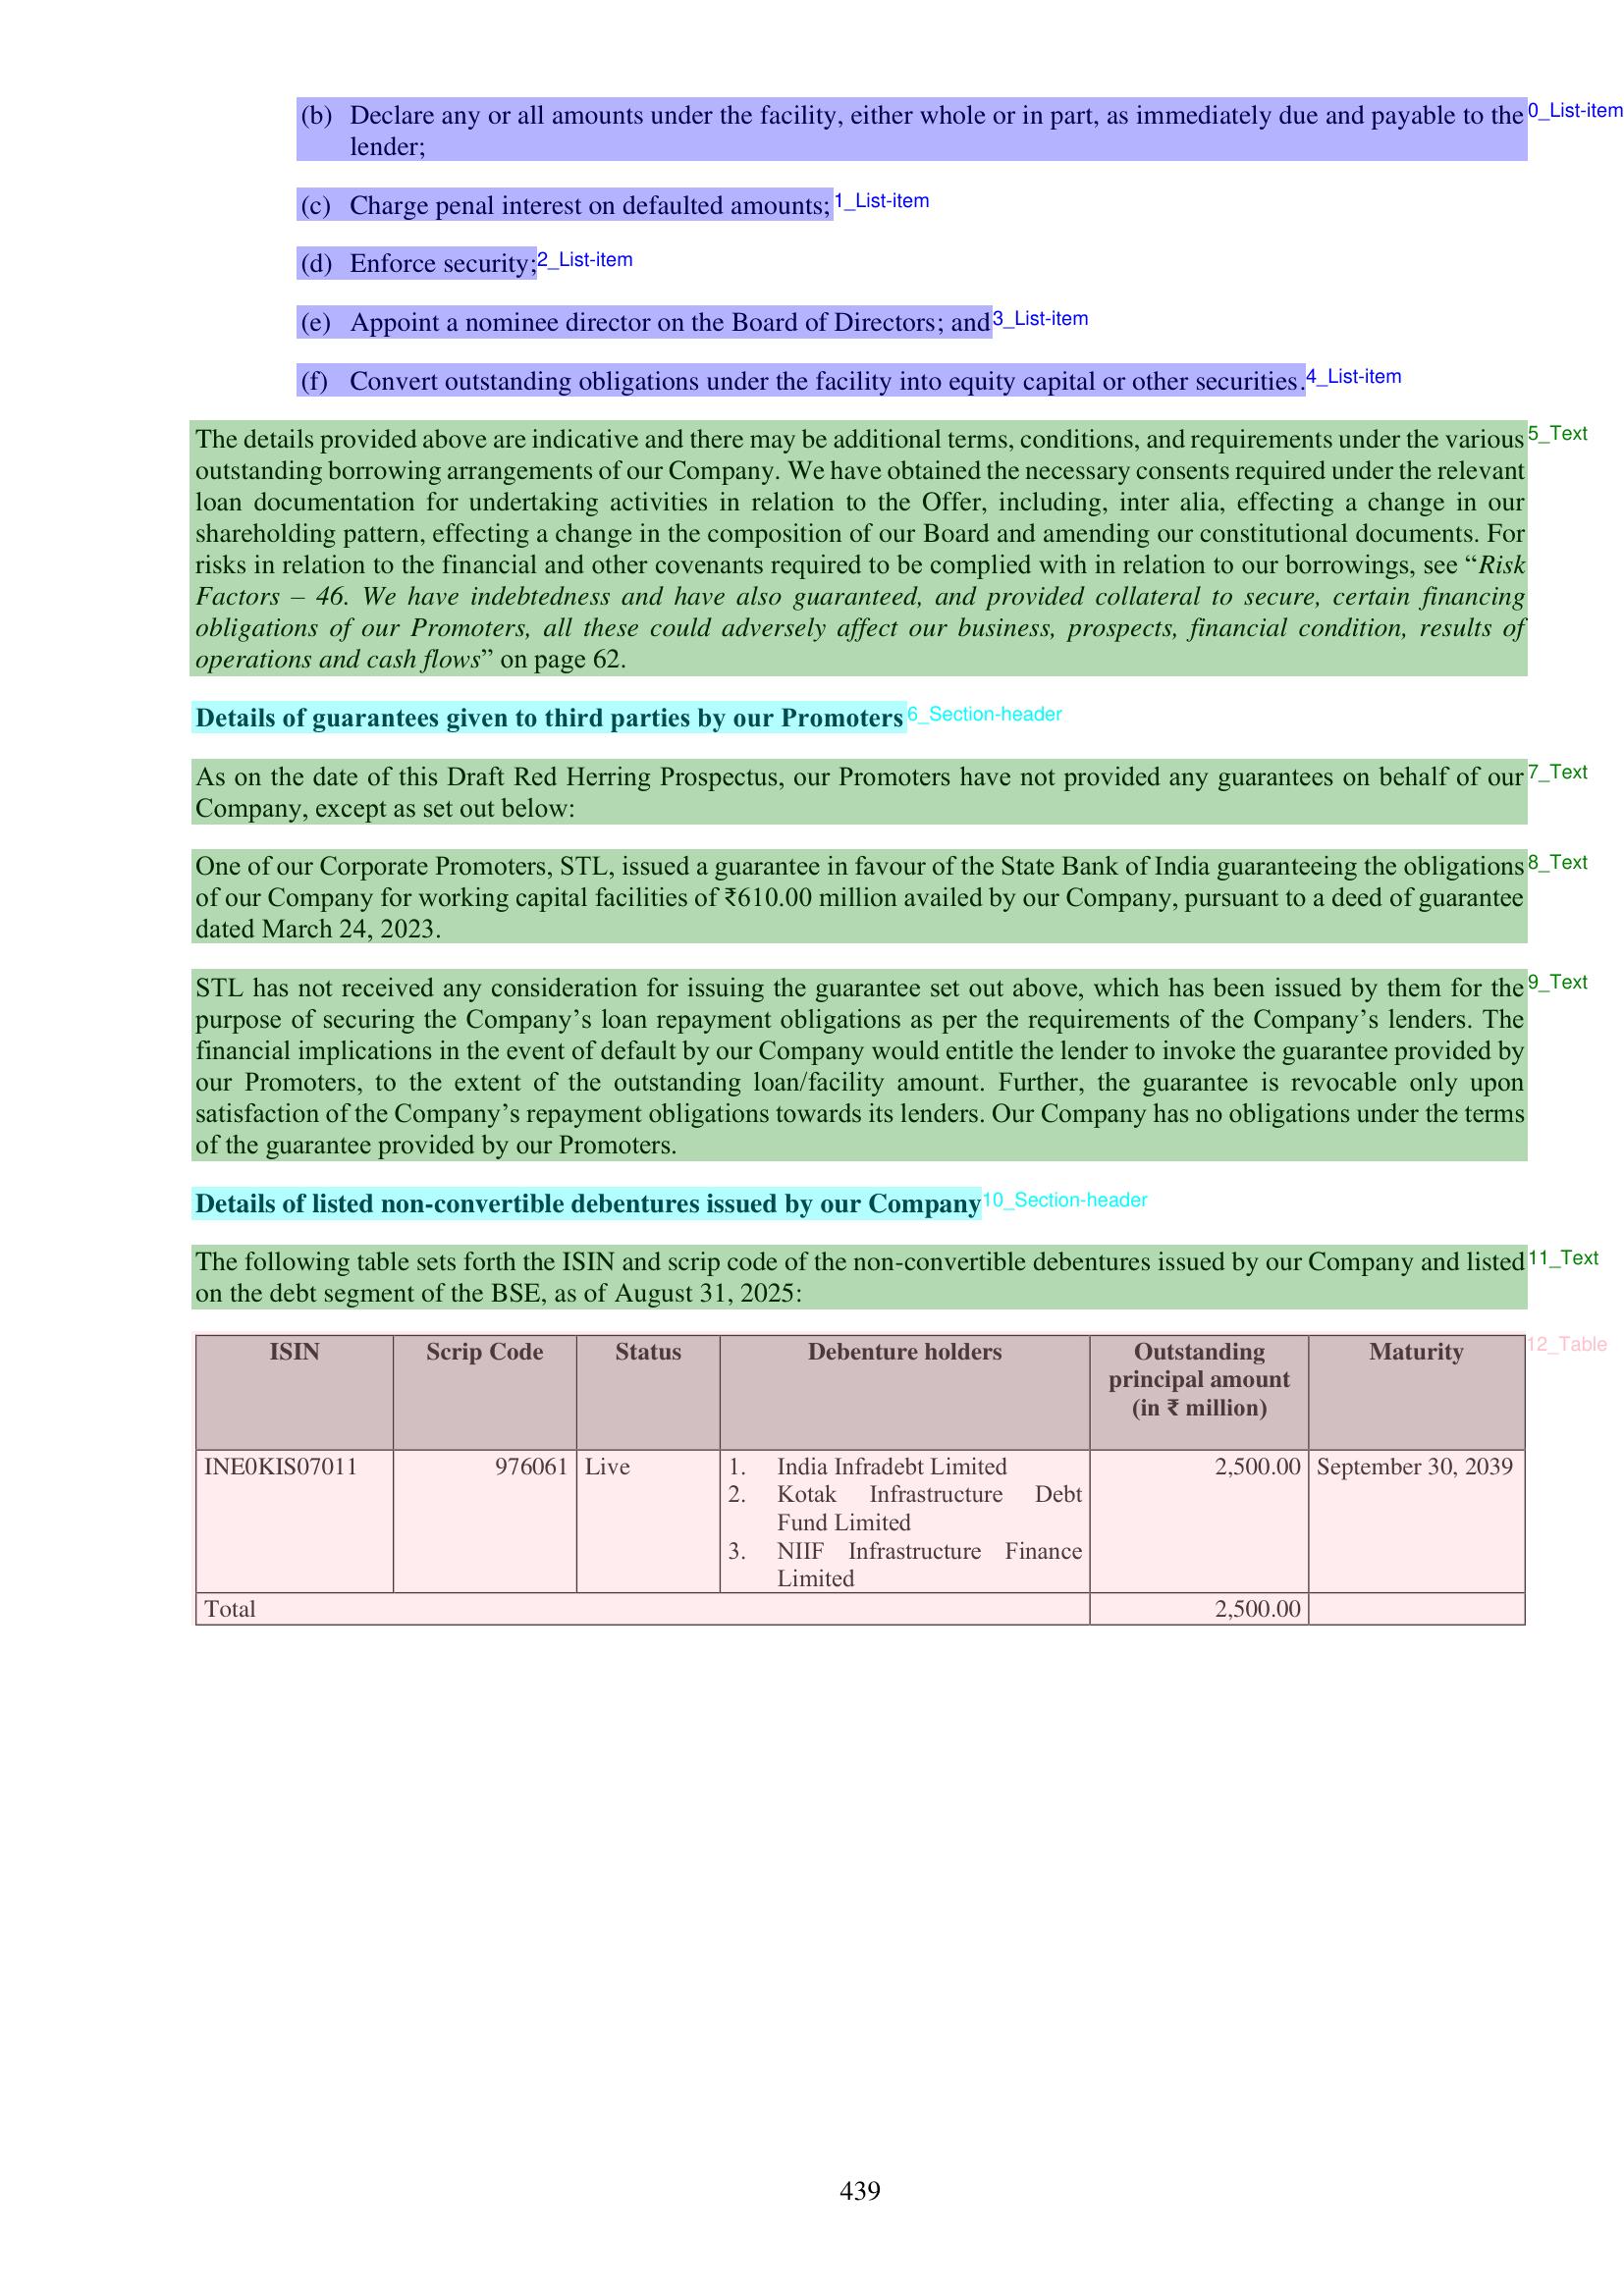 (b) Declare any or all amounts under the facility, either whole or in part, as immediately due and payable to the 0_List-item
lender;
(c) Charge penal interest on defaulted amounts; 1_List-item
(d) Enforce security; 2_List-item
(e) Appoint a nominee director on the Board of Directors; and 3_List-item
(f) Convert outstanding obligations under the facility into equity capital or other securities. 4_List-item
The details provided above are indicative and there may be additional terms, conditions, and requirements under the various 5_Text
outstanding borrowing arrangements of our Company. We have obtained the necessary consents required under the relevant
loan documentation for undertaking activities in relation to the Offer, including, inter alia, effecting a change in our
shareholding pattern, effecting a change in the composition of our Board and amending our constitutional documents. For
risks in relation to the financial and other covenants required to be complied with in relation to our borrowings, see “Risk
Factors – 46. We have indebtedness and have also guaranteed, and provided collateral to secure, certain financing
obligations of our Promoters, all these could adversely affect our business, prospects, financial condition, results of
operations and cash flows” on page 62.
Details of guarantees given to third parties by our Promoters 6_Section-header
As on the date of this Draft Red Herring Prospectus, our Promoters have not provided any guarantees on behalf of our 7_Text
Company, except as set out below:
One of our Corporate Promoters, STL, issued a guarantee in favour of the State Bank of India guaranteeing the obligations 8_Text
of our Company for working capital facilities of ₹610.00 million availed by our Company, pursuant to a deed of guarantee
dated March 24, 2023.
STL has not received any consideration for issuing the guarantee set out above, which has been issued by them for the 9_Text
purpose of securing the Company’s loan repayment obligations as per the requirements of the Company’s lenders. The
financial implications in the event of default by our Company would entitle the lender to invoke the guarantee provided by
our Promoters, to the extent of the outstanding loan/facility amount. Further, the guarantee is revocable only upon
satisfaction of the Company’s repayment obligations towards its lenders. Our Company has no obligations under the terms
of the guarantee provided by our Promoters.
Details of listed non-convertible debentures issued by our Company 10_Section-header
The following table sets forth the ISIN and scrip code of the non-convertible debentures issued by our Company and listed 11_Text
on the debt segment of the BSE, as of August 31, 2025:
ISIN Scrip Code Status Debenture holders Outstanding Maturity 12_Table
principal amount
(in ₹ million)
INE0KIS07011 976061 Live 1. India Infradebt Limited 2,500.00 September 30, 2039
2. Kotak Infrastructure Debt
Fund Limited
3. NIIF Infrastructure Finance
Limited
Total 2,500.00
439